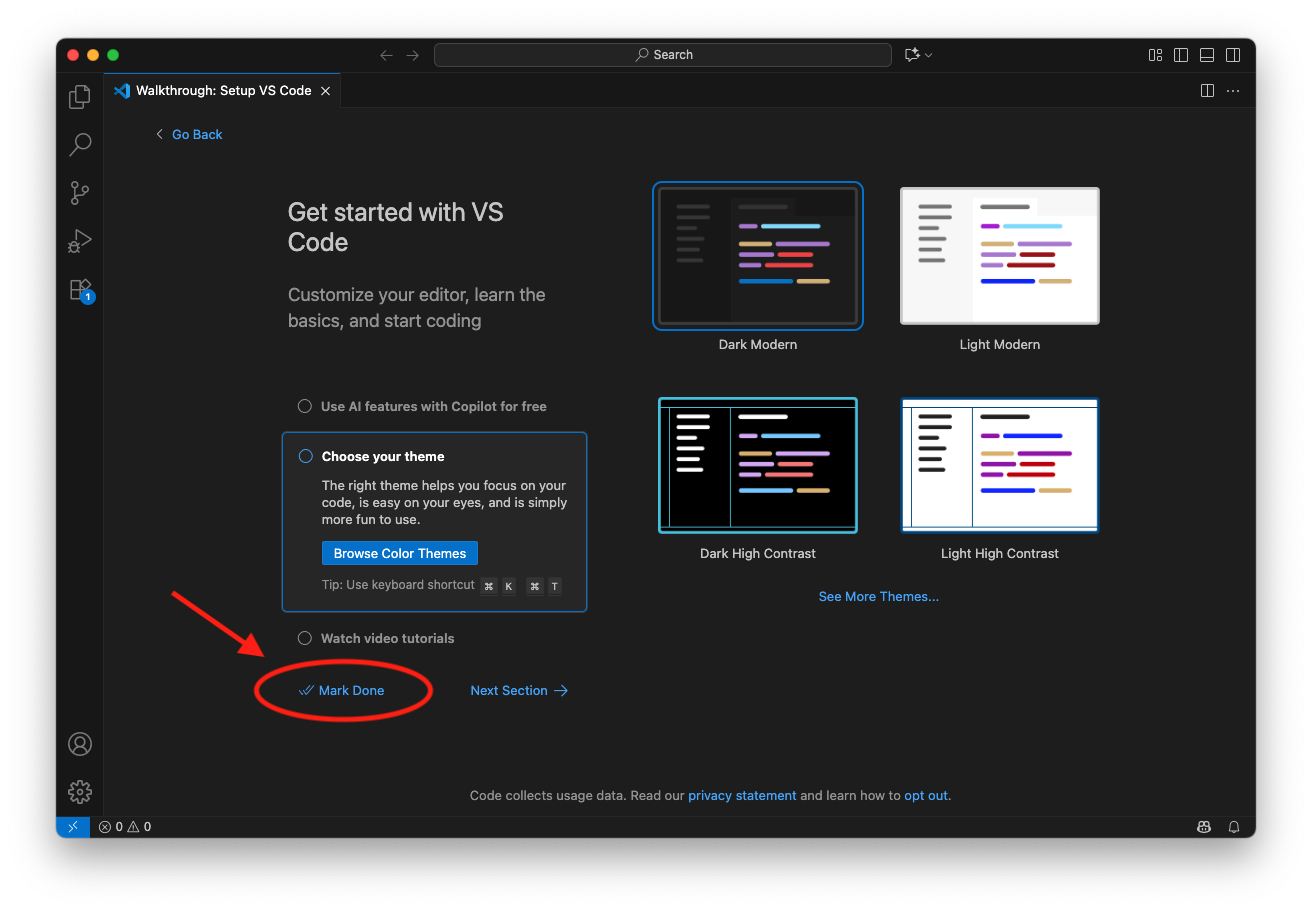 Search
Walkthrough: Setup VS Code
Go Back
Get started with VS
Code
Customize your editor, learn the
basics, and start coding
Use AI features with Copilot for free
Choose your theme
The right theme helps you focus on your
code, is easy on your eyes, and is simply
more fun to use.
Browse Color Themes
Tip: Use keyboard shortcut ⌘ K ⌘ T
Watch video tutorials
Mark Done
Next Section →
Dark Modern
Light Modern
Dark High Contrast
Light High Contrast
See More Themes...
Code collects usage data. Read our privacy statement and learn how to opt out.
1
0 0